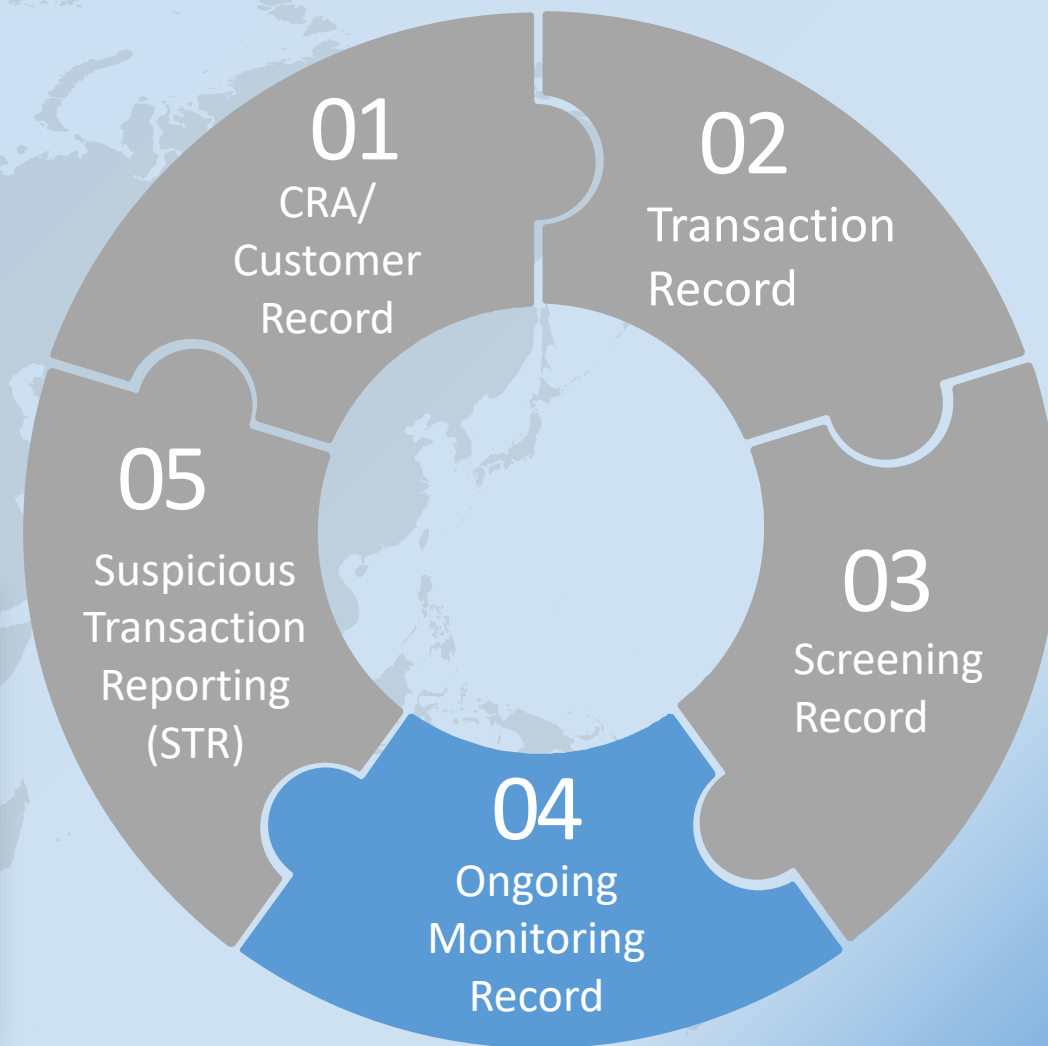 01
CRA/
Customer
Record
02
Transaction
Record
03
Screening
Record
04
Ongoing
Monitoring
Record
05
Suspicious
Transaction
Reporting
(STR)